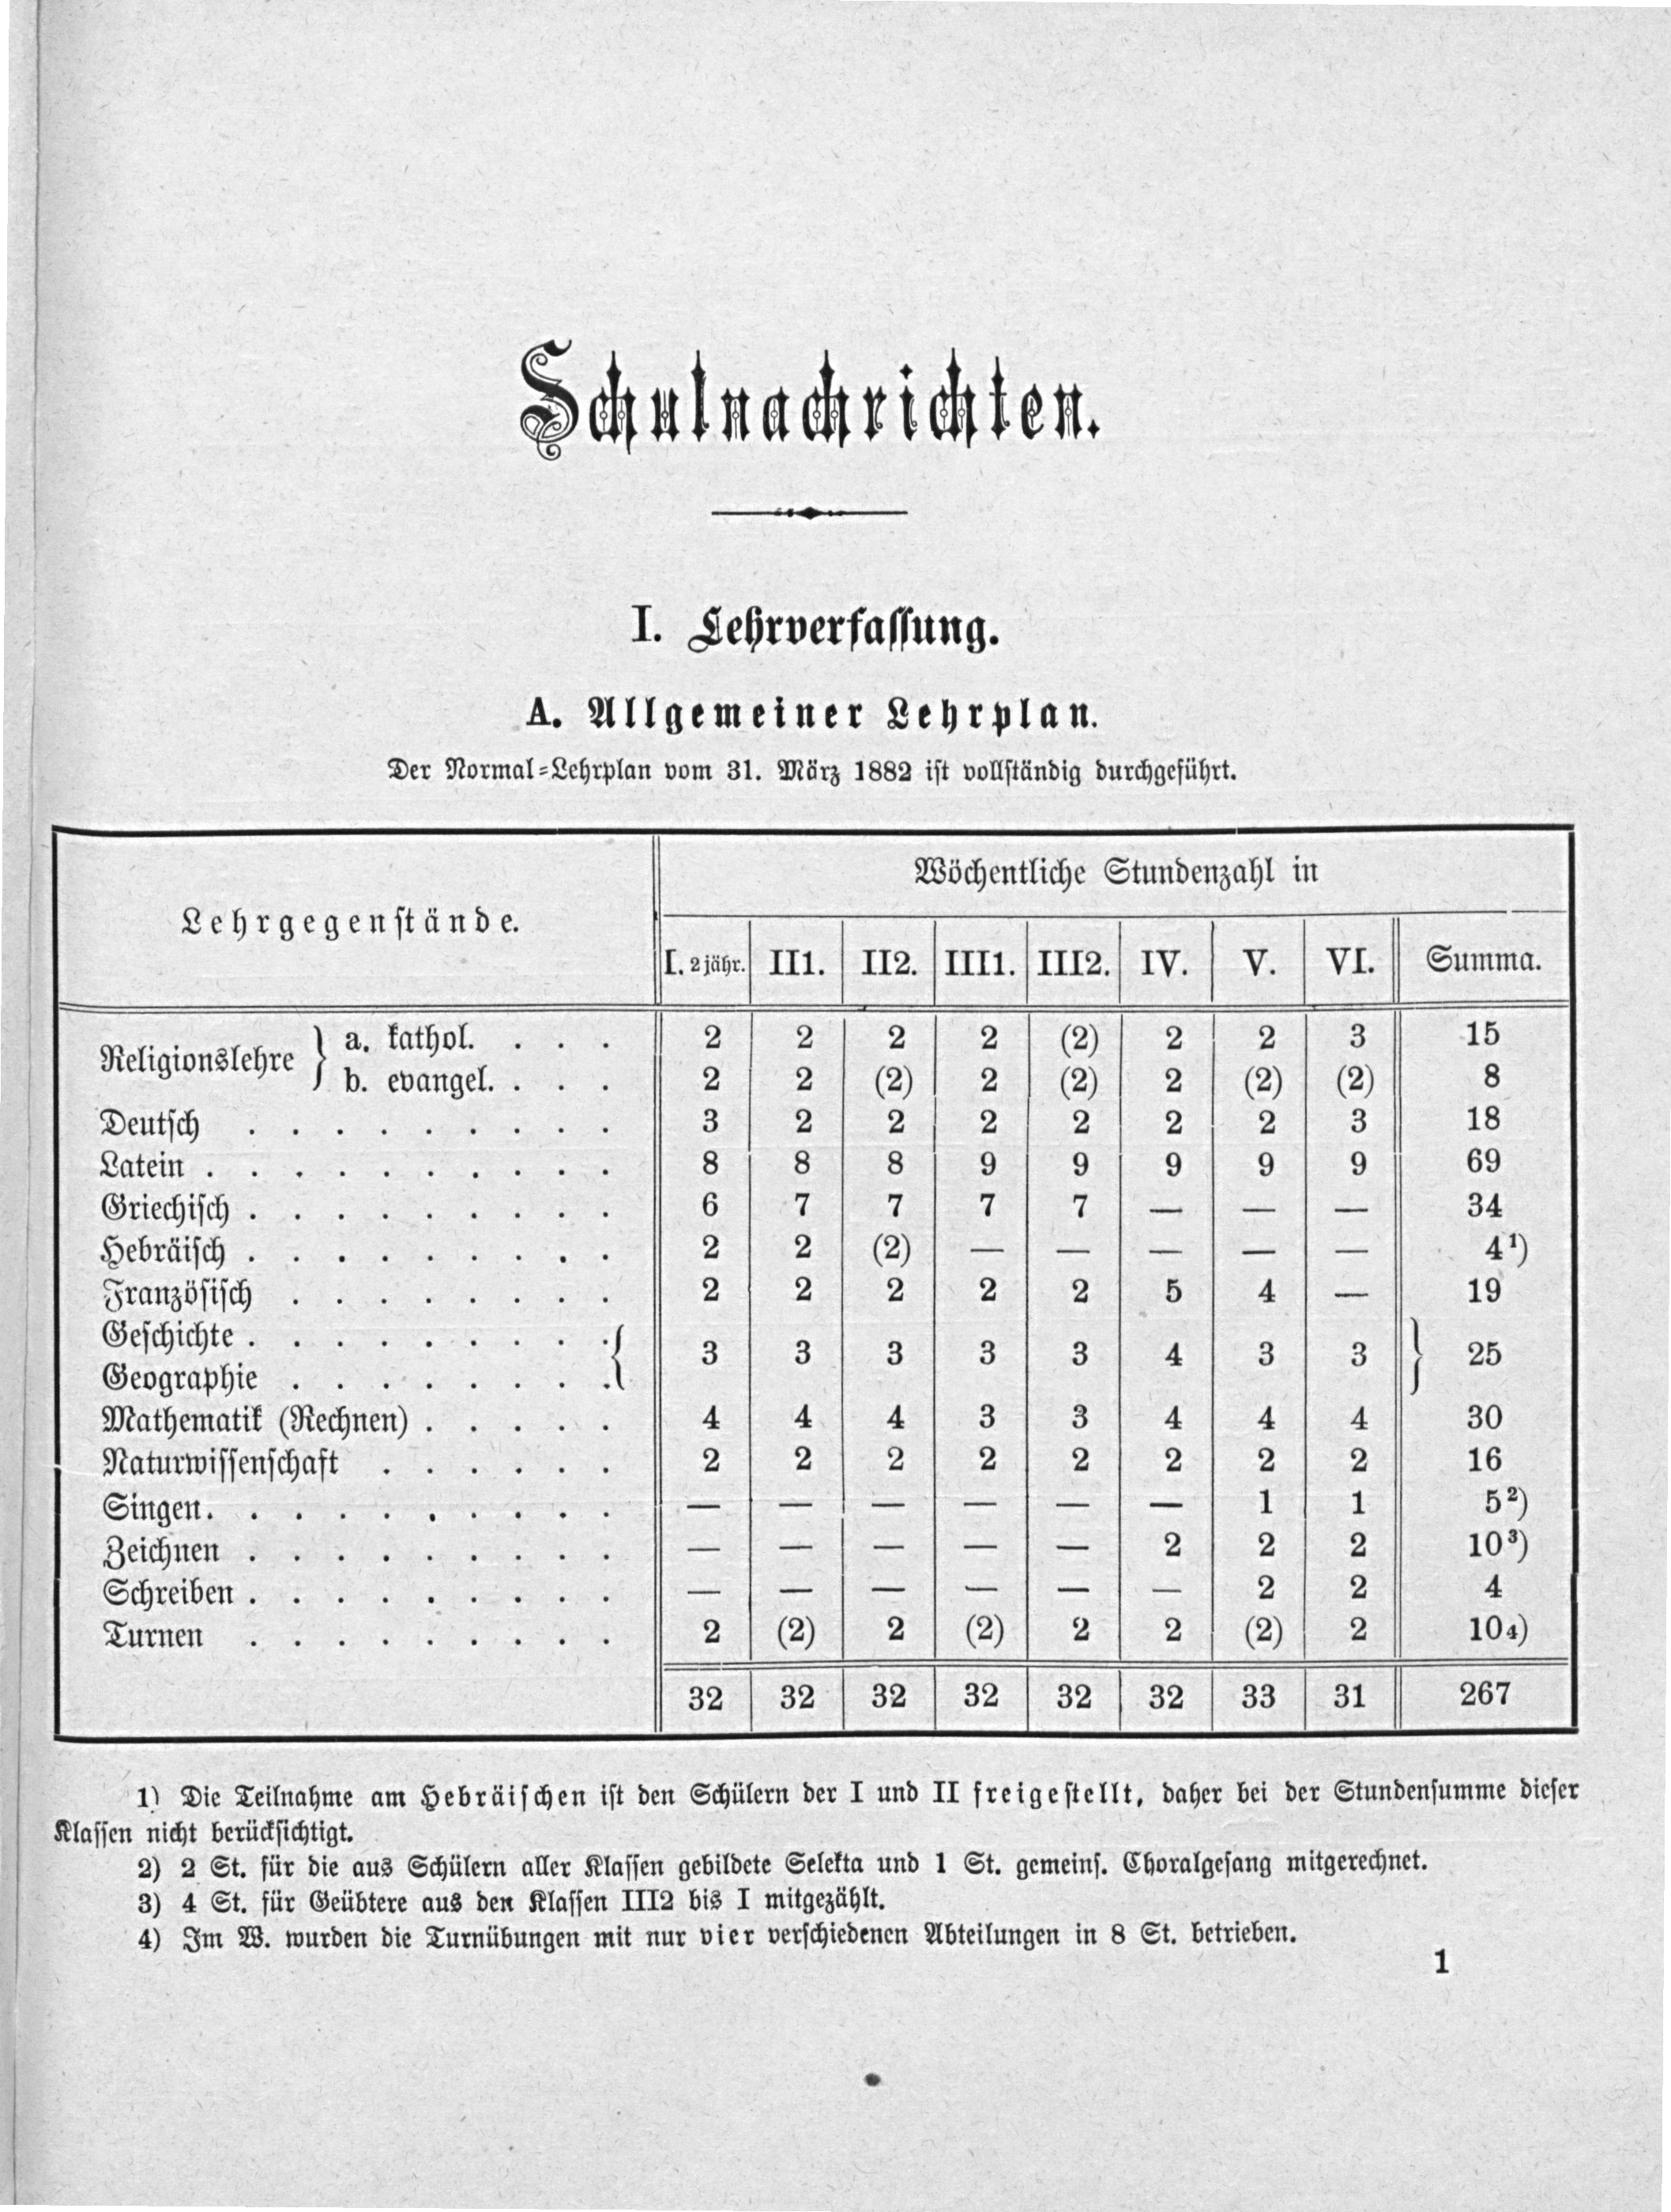 Schulnachrichten.
I. Lehrverfassung.
A. Allgemeiner Lehrplan.
Der Normal-Lehrplan vom 31. März 1882 ist vollständig durchgeführt.
Lehrgegenstände. Wöchentliche Stundenzahl in
I. 2jähr. II1. II2. III1. III2. IV. V. VI. Summa.
Religionslehre } a. kathol. . . . 2 2 2 2 (2) 2 2 3 15
b. evangel. . . . 2 2 (2) 2 (2) 2 (2) (2) 8
Deutsch . . . . . . . . . 3 2 2 2 2 2 2 3 18
Latein . . . . . . . . . . 8 8 8 9 9 9 9 9 69
Griechisch . . . . . . . . . 6 7 7 7 7 — — — 34
Hebräisch . . . . . . . . . 2 2 (2) — — — — — 4¹)
Französisch . . . . . . . . 2 2 2 2 2 5 4 — 19
Geschichte . . . . . . . . . { 3 3 3 3 3 4 3 3 } 25
Geographie . . . . . . . .
Mathematik (Rechnen) . . . . . 4 4 4 3 3 4 4 4 30
Naturwissenschaft . . . . . . 2 2 2 2 2 2 2 2 16
Singen. . . . . . . . . . — — — — — — 1 1 5²)
Zeichnen . . . . . . . . . — — — — — 2 2 2 10³)
Schreiben . . . . . . . . . — — — — — — 2 2 4
Turnen . . . . . . . . . 2 (2) 2 (2) 2 2 (2) 2 104)
32 32 32 32 32 32 33 31 267
1) Die Teilnahme am Hebräischen ist den Schülern der I und II freigestellt, daher bei der Stundensumme dieser
Klassen nicht berücksichtigt.
2) 2 St. für die aus Schülern aller Klassen gebildete Selekta und 1 St. gemeins. Choralgesang mitgerechnet.
3) 4 St. für Geübtere aus den Klassen III2 bis I mitgezählt.
4) Im W. wurden die Turnübungen mit nur vier verschiedenen Abteilungen in 8 St. betrieben.
1